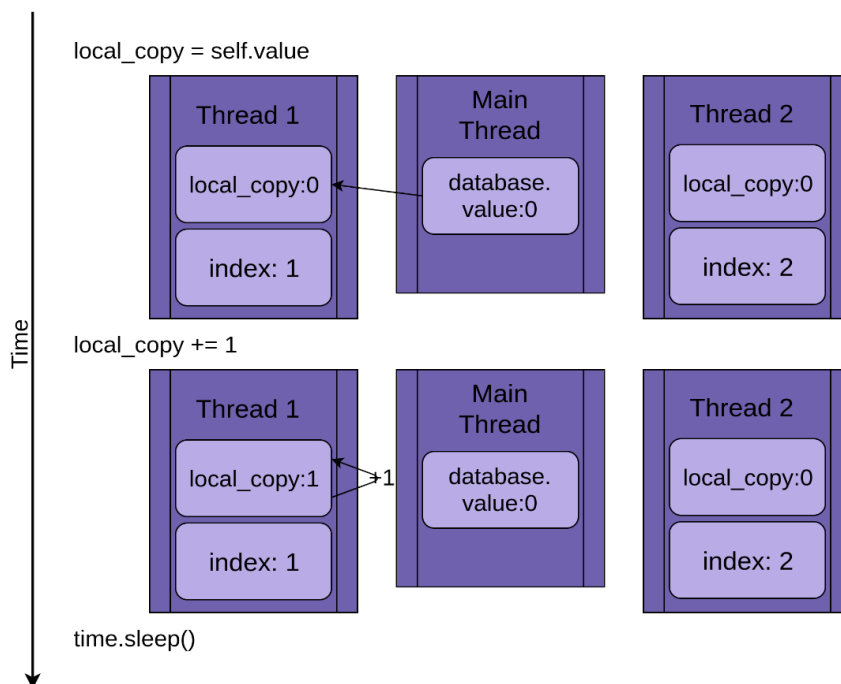 local_copy = self.value
Thread 1
local_copy:0
index: 1
Main
Thread
database.
value:0
Thread 2
local_copy:0
index: 2
Time
local_copy += 1
Thread 1
local_copy:1
index: 1
+1
Main
Thread
database.
value:0
Thread 2
local_copy:0
index: 2
time.sleep()